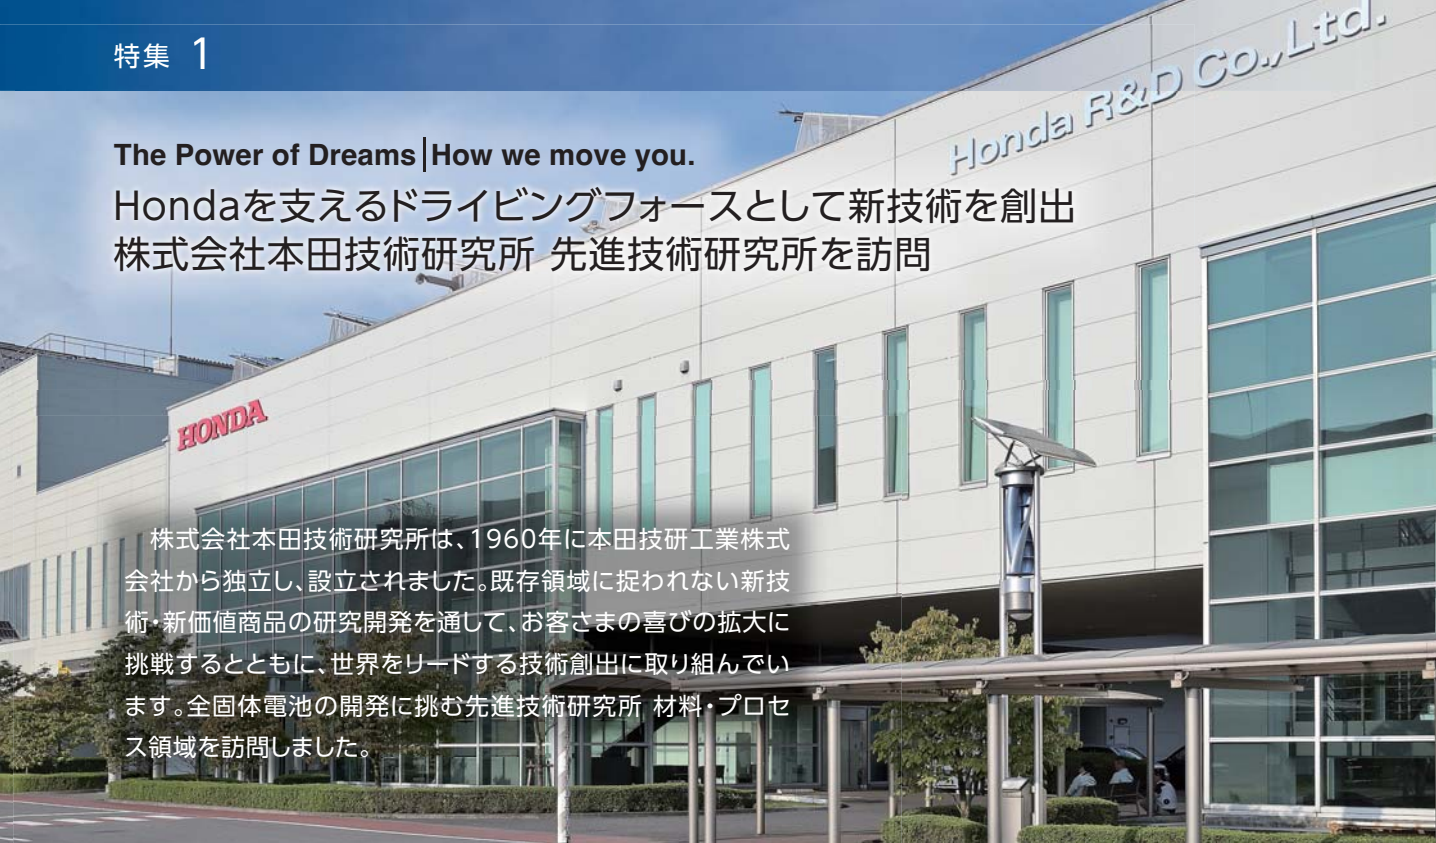 特集 1
Honda R&D Co.,Ltd.
The Power of Dreams|How we move you.
Hondaを支えるドライビングフォースとして新技術を創出
株式会社本田技術研究所 先進技術研究所を訪問
HONDA
株式会社本田技術研究所は、1960年に本田技研工業株式
会社から独立し、設立されました。既存領域に捉われない新技
術・新価値商品の研究開発を通して、お客さまの喜びの拡大に
挑戦するとともに、世界をリードする技術創出に取り組んでい
ます。全固体電池の開発に挑む先進技術研究所 材料・プロセ
ス領域を訪問しました。